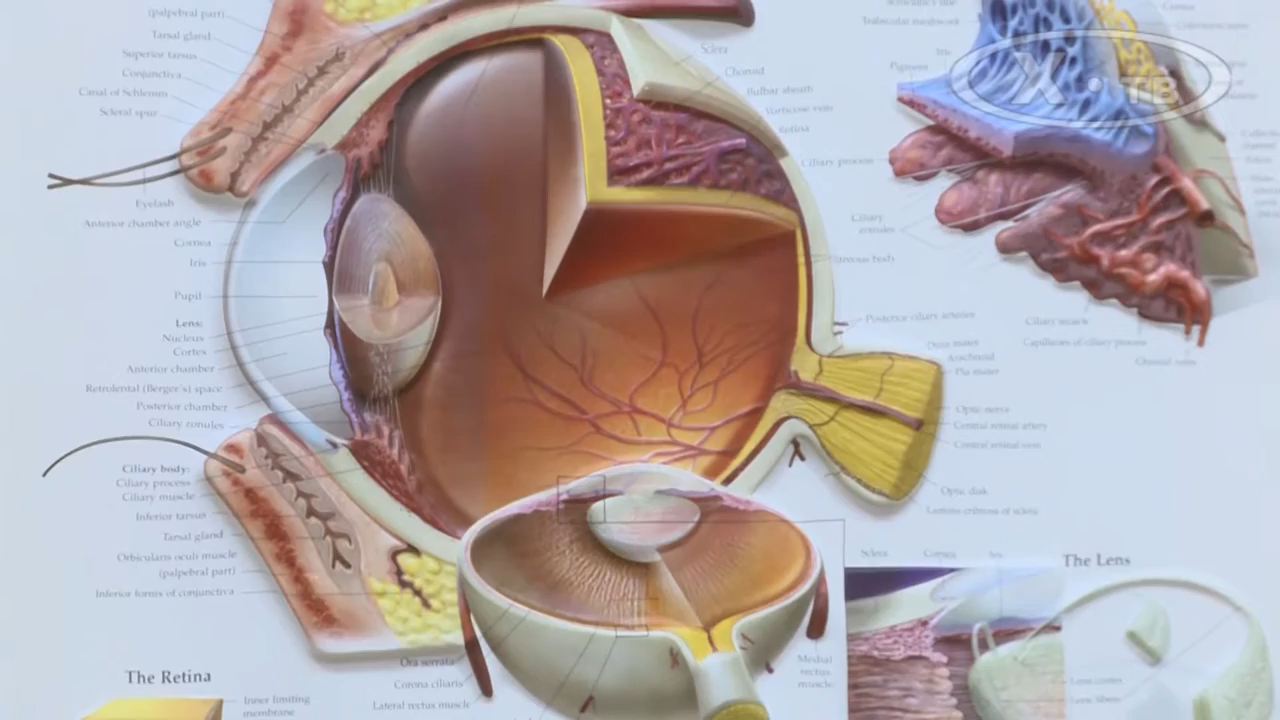 (palpebral part)
Tarsal gland
Superior tarsus
Conjunctiva
Canal of Schlemm
Scleral spur
Eyelash
Anterior chamber angle
Cornea
Iris
Pupil
Lens:
Nucleus
Cortex
Anterior chamber
Retrolental (Berger's) space
Posterior chamber
Ciliary zonules
Ciliary body:
Ciliary process
Ciliary muscle
Inferior tarsus
Tarsal gland
Orbicularis oculi muscle
(palpebral part)
Inferior fornix of conjunctiva
The Retina
Inner limiting
membrane
Ora serrata
Corona ciliaris
Lateral rectus muscle
Sclera
Choroid
Bulbar sheath
Vorticose vein
Retina
Vitreous body
Posterior ciliary arteries
Dura mater
Arachnoid
Pia mater
Optic nerve
Central retinal artery
Central retinal vein
Optic disk
Lamina cribrosa of sclera
Medial
rectus
muscle
Trabecular meshwork
Iris
Ciliary process
Ciliary
zonules
Ciliary muscle
Capillaries of ciliary process
Х · ТВ
Sclera
Cornea
Iris
The Lens